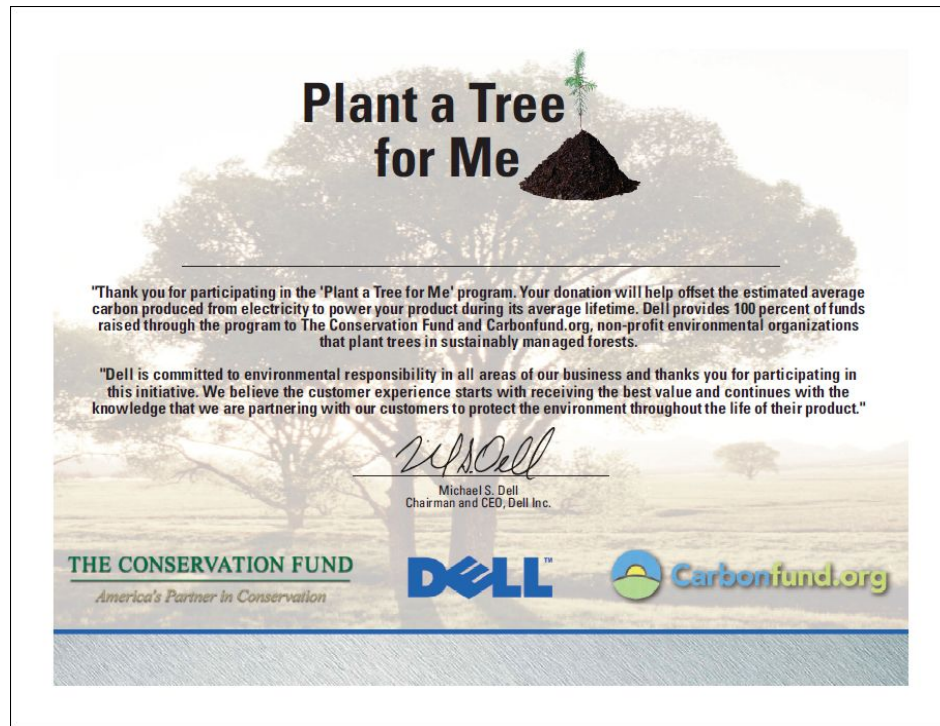 Plant a Tree
for Me
"Thank you for participating in the 'Plant a Tree for Me' program. Your donation will help offset the estimated average
carbon produced from electricity to power your product during its average lifetime. Dell provides 100 percent of funds
raised through the program to The Conservation Fund and Carbonfund.org, non-profit environmental organizations
that plant trees in sustainably managed forests.
"Dell is committed to environmental responsibility in all areas of our business and thanks you for participating in
this initiative. We believe the customer experience starts with receiving the best value and continues with the
knowledge that we are partnering with our customers to protect the environment throughout the life of their product."
M S. Dell
Michael S. Dell
Chairman and CEO, Dell Inc.
THE CONSERVATION FUND
America's Partner in Conservation
DELL™
Carbonfund.org